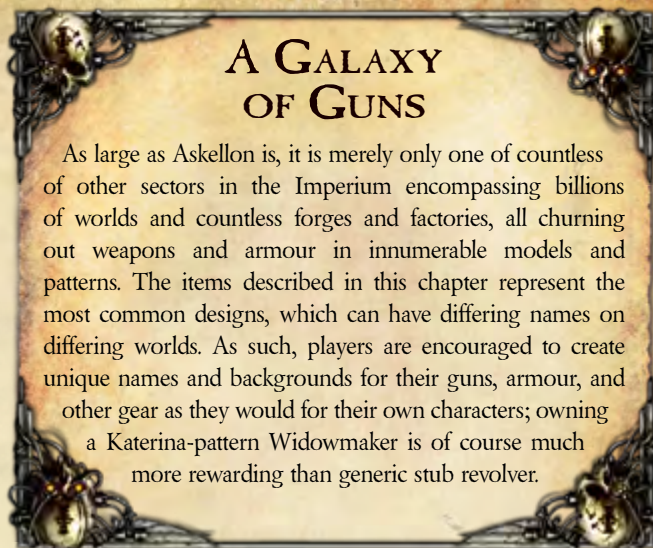 A Galaxy
of Guns
As large as Askellon is, it is merely only one of countless
of other sectors in the Imperium encompassing billions
of worlds and countless forges and factories, all churning
out weapons and armour in innumerable models and
patterns. The items described in this chapter represent the
most common designs, which can have differing names on
differing worlds. As such, players are encouraged to create
unique names and backgrounds for their guns, armour, and
other gear as they would for their own characters; owning
a Katerina-pattern Widowmaker is of course much
more rewarding than generic stub revolver.